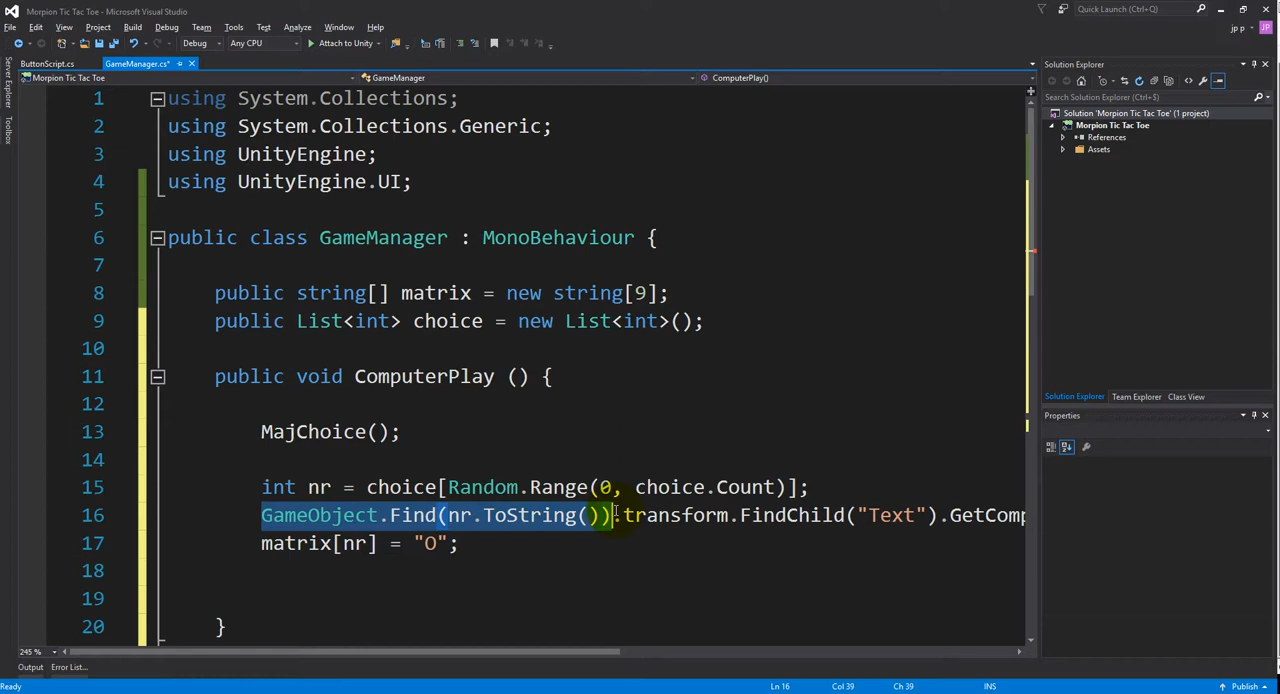 Morpion Tic Tac Toe - Microsoft Visual Studio
Quick Launch (Ctrl+Q)
File Edit View Project Build Debug Team Tools Test Analyze Window Help
jp p JP
Debug Any CPU Attach to Unity
ButtonScript.cs GameManager.cs*
Morpion Tic Tac Toe GameManager ComputerPlay()
Server Explorer
Toolbox
1 using System.Collections;
2 using System.Collections.Generic;
3 using UnityEngine;
4 using UnityEngine.UI;
5
6 public class GameManager : MonoBehaviour {
7
8 public string[] matrix = new string[9];
9 public List<int> choice = new List<int>();
10
11 public void ComputerPlay () {
12
13 MajChoice();
14
15 int nr = choice[Random.Range(0, choice.Count)];
16 GameObject.Find(nr.ToString()).transform.FindChild("Text").GetComp
17 matrix[nr] = "O";
18
19
20 }
245 %
Solution Explorer
Search Solution Explorer (Ctrl+$)
Solution 'Morpion Tic Tac Toe' (1 project)
Morpion Tic Tac Toe
References
Assets
Solution Explorer Team Explorer Class View
Properties
Output Error List...
Ready Ln 16 Col 39 Ch 39 INS Publish